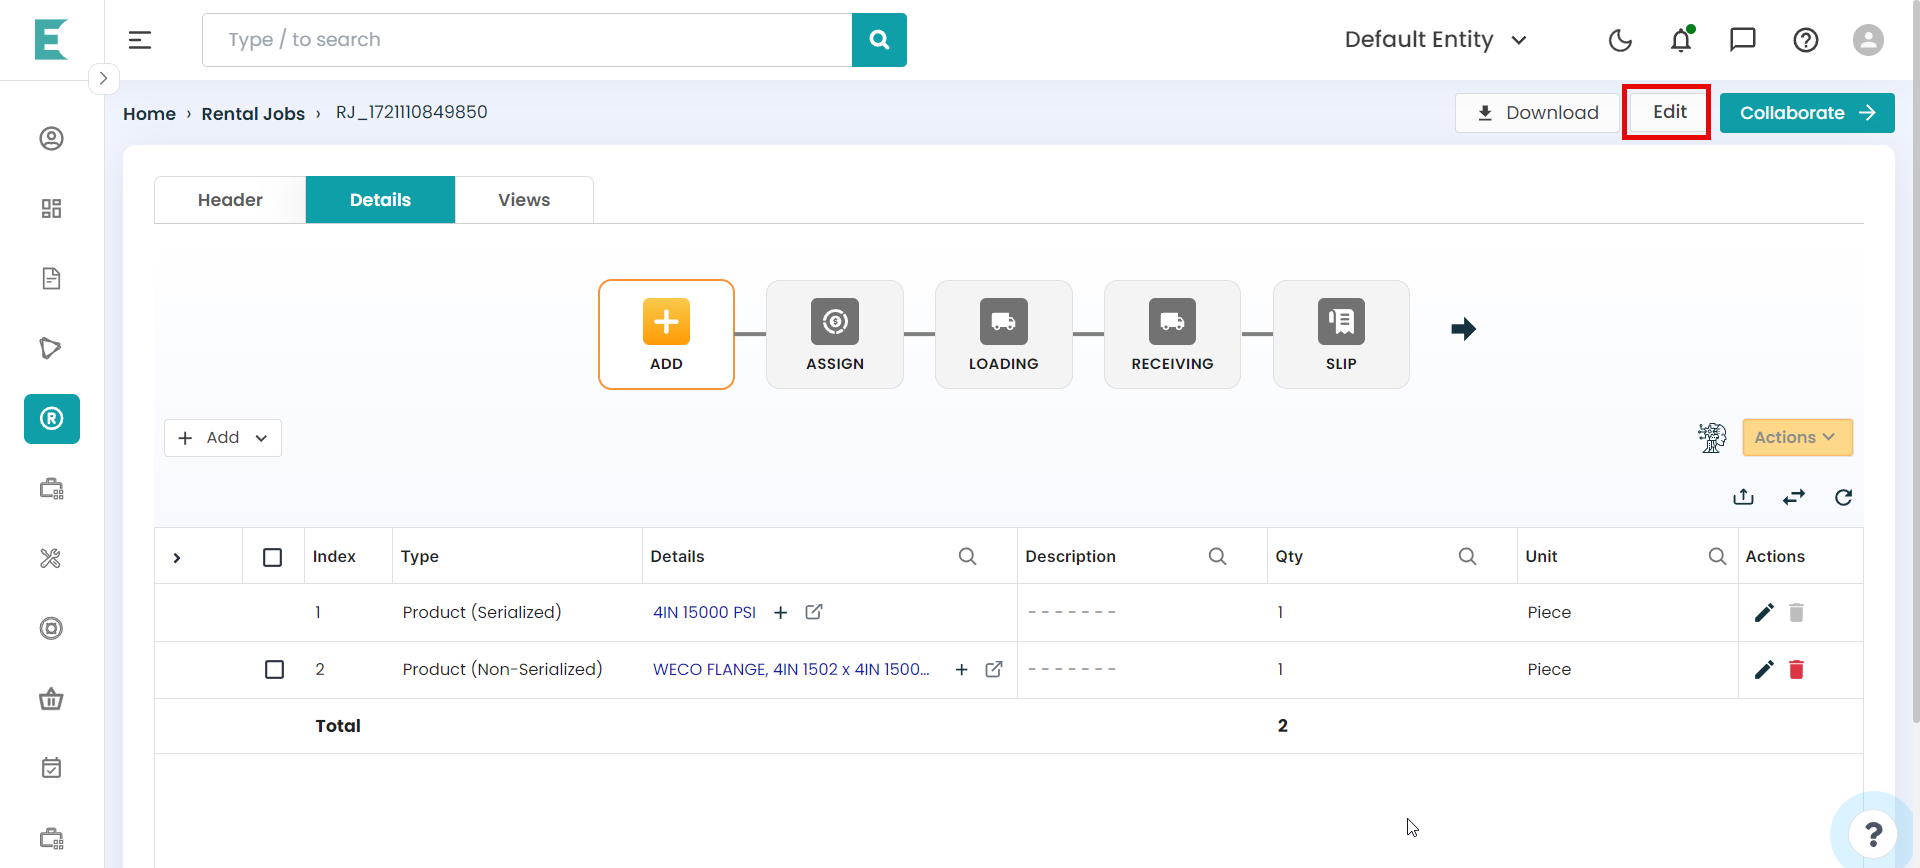 E
Type / to search
Default Entity
Home › Rental Jobs › RJ_1721110849850
Download
Edit
Collaborate
Header
Details
Views
ADD
ASSIGN
LOADING
RECEIVING
SLIP
+ Add
Actions
Index Type Details Description Qty Unit Actions
1 Product (Serialized) 4IN 15000 PSI + - - - - - - - 1 Piece
2 Product (Non-Serialized) WECO FLANGE, 4IN 1502 x 4IN 1500... + - - - - - - - 1 Piece
Total 2
?